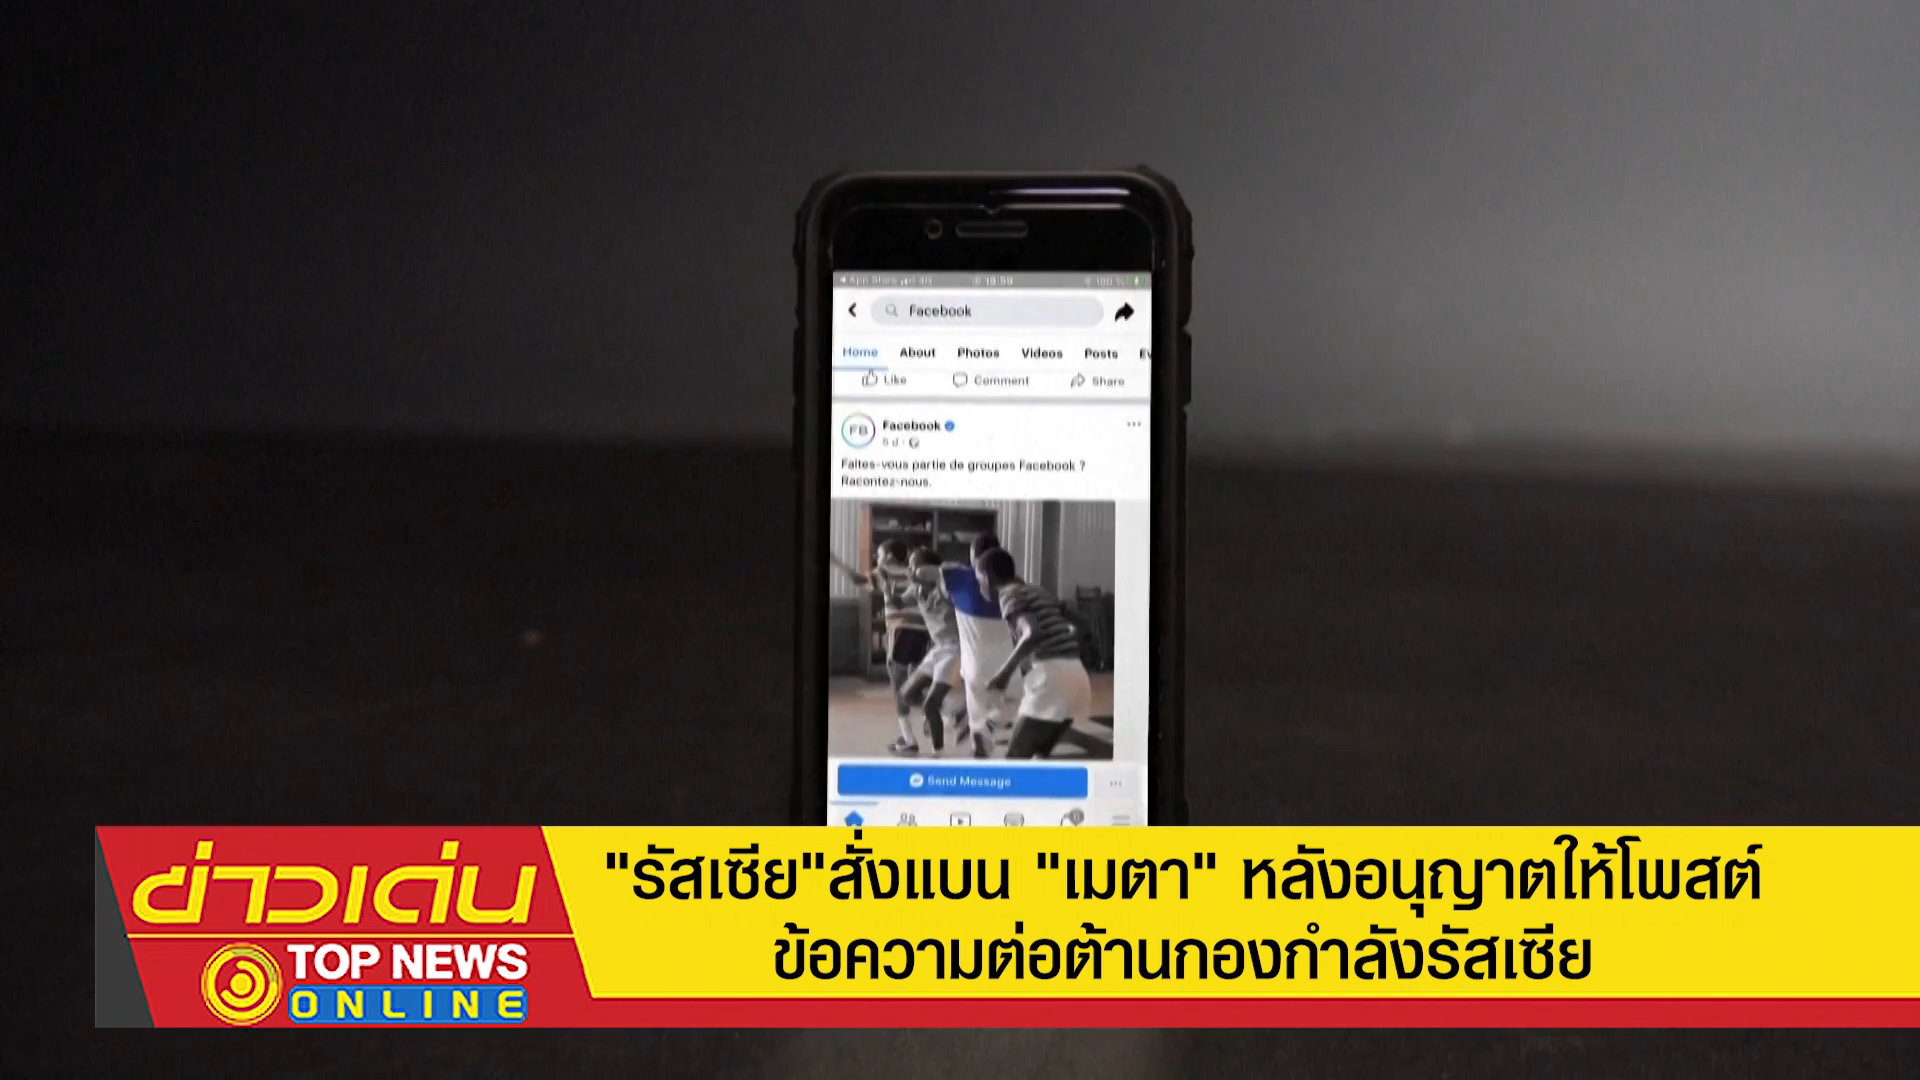 App Store
Facebook
Home About Photos Videos Posts
Like Comment Share
FB Facebook
Faites-vous partie de groupes Facebook ?
Racontez-nous.
Send Message
ข่าวเด่น
TOP NEWS
ONLINE
"รัสเซีย"สั่งแบน "เมตา" หลังอนุญาตให้โพสต์
ข้อความต่อต้านกองกำลังรัสเซีย